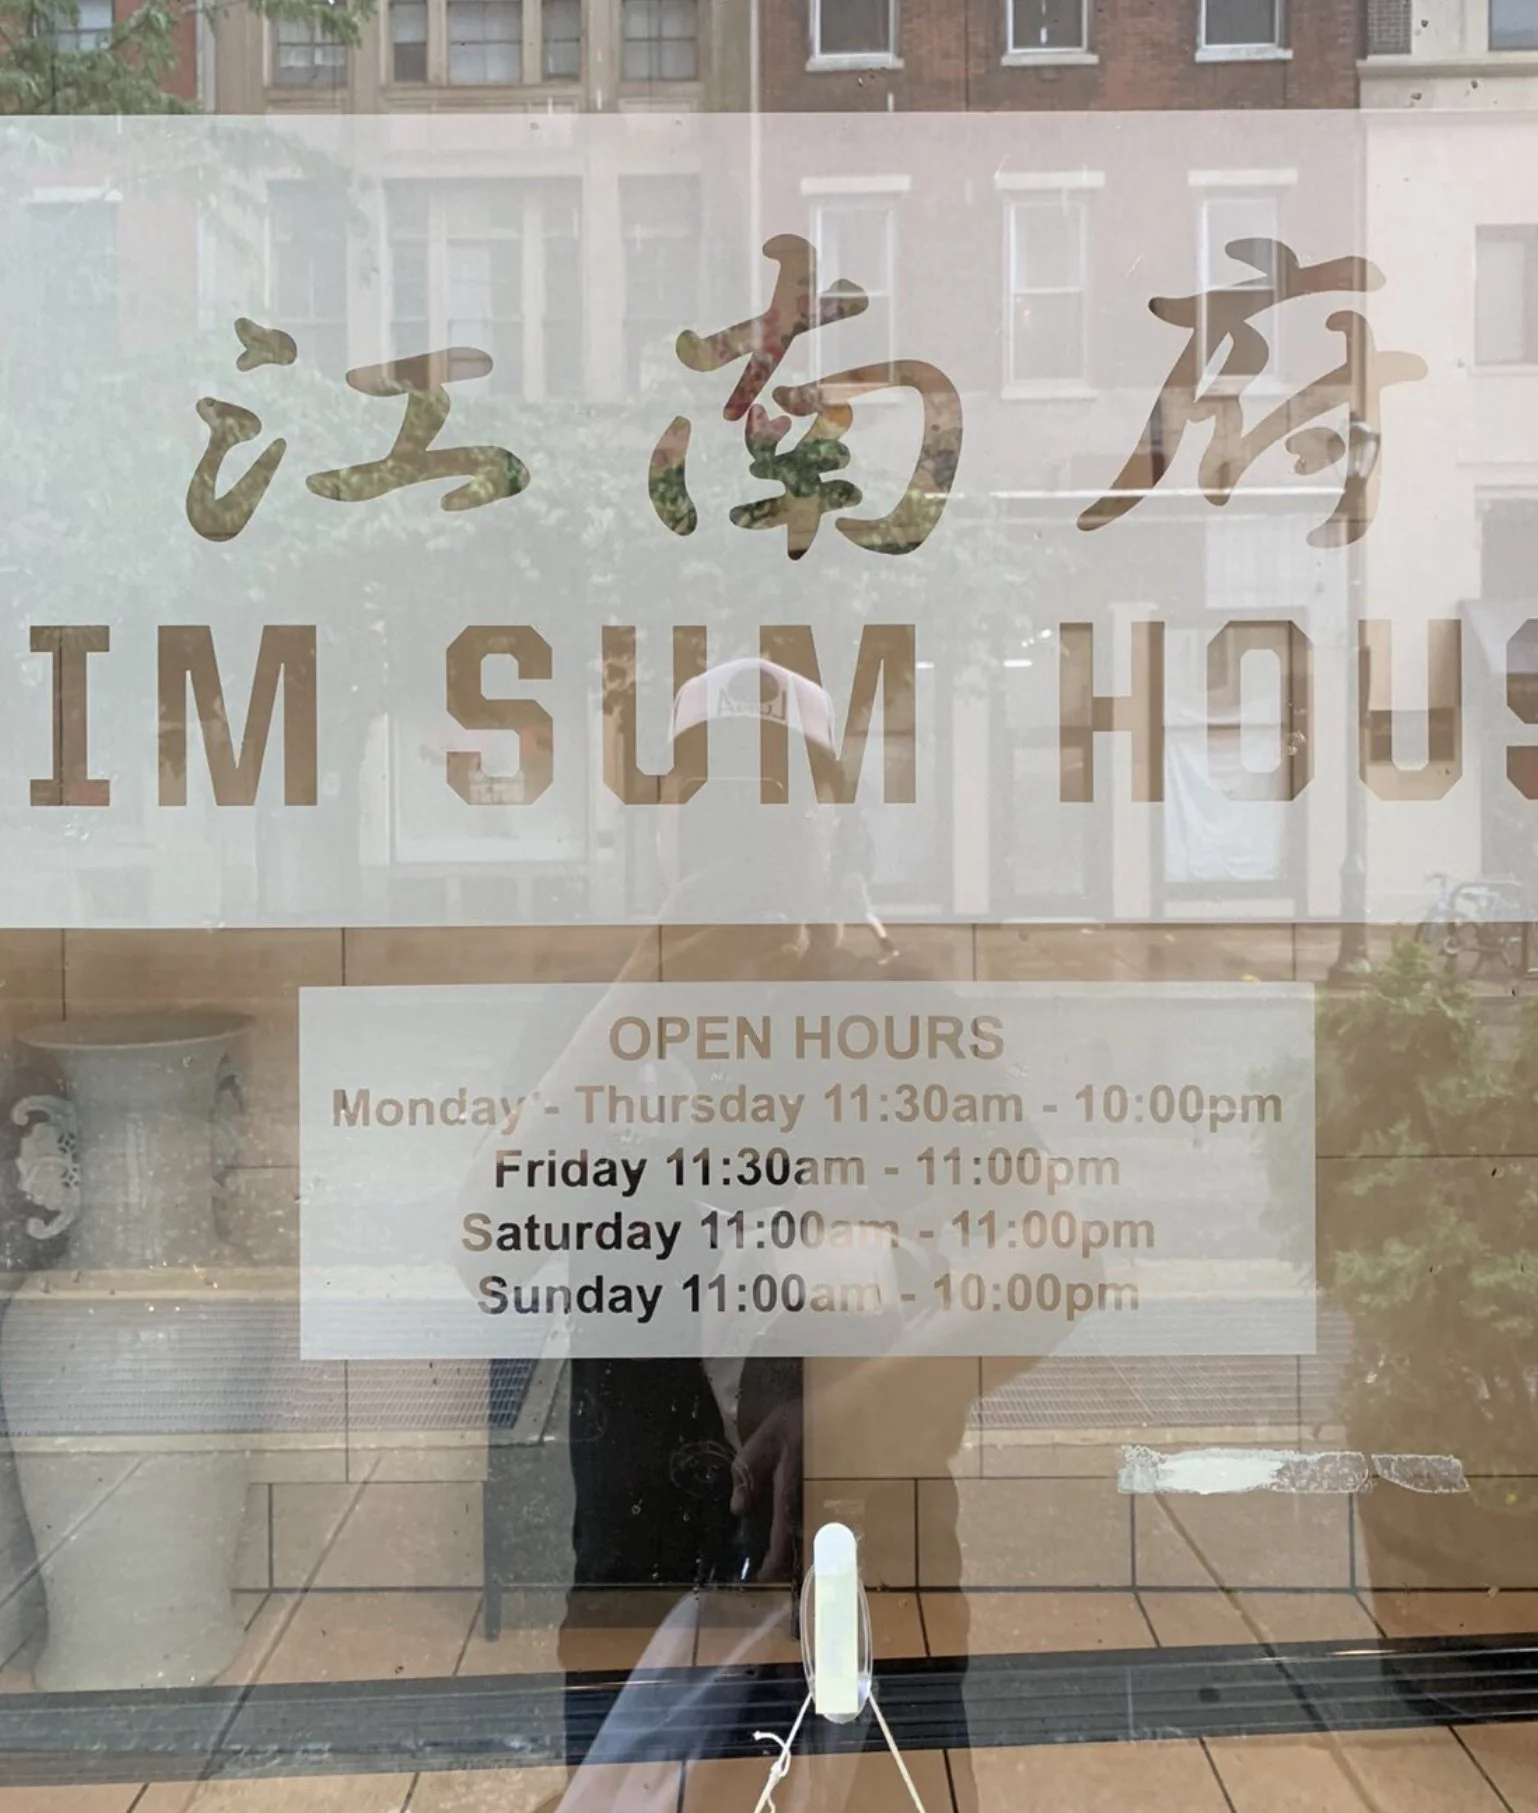 江南府
IM SUM HOUS
OPEN HOURS
Monday - Thursday 11:30am - 10:00pm
Friday 11:30am - 11:00pm
Saturday 11:00am - 11:00pm
Sunday 11:00am - 10:00pm